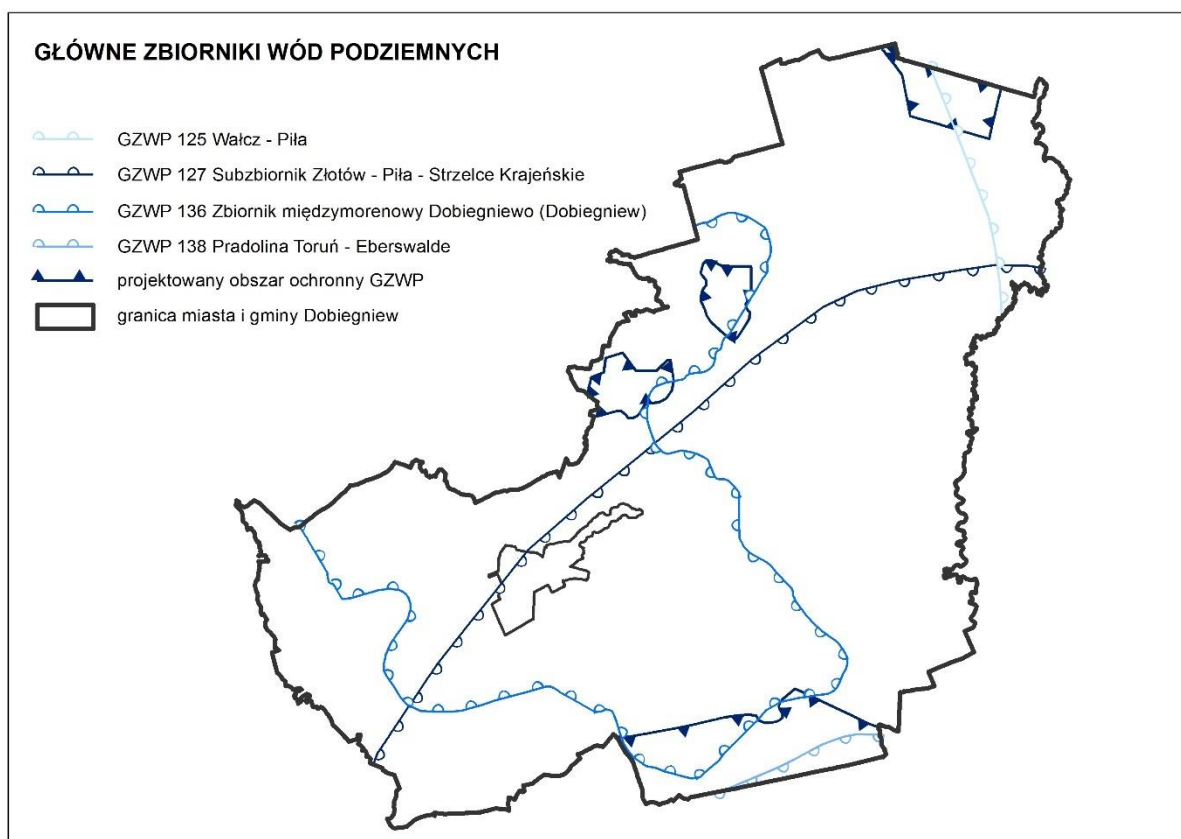 GŁÓWNE ZBIORNIKI WÓD PODZIEMNYCH
GZWP 125 Wałcz - Piła
GZWP 127 Subzbiornik Złotów - Piła - Strzelce Krajeńskie
GZWP 136 Zbiornik międzymorenowy Dobiegniewo (Dobiegniew)
GZWP 138 Pradolina Toruń - Eberswalde
projektowany obszar ochronny GZWP
granica miasta i gminy Dobiegniew